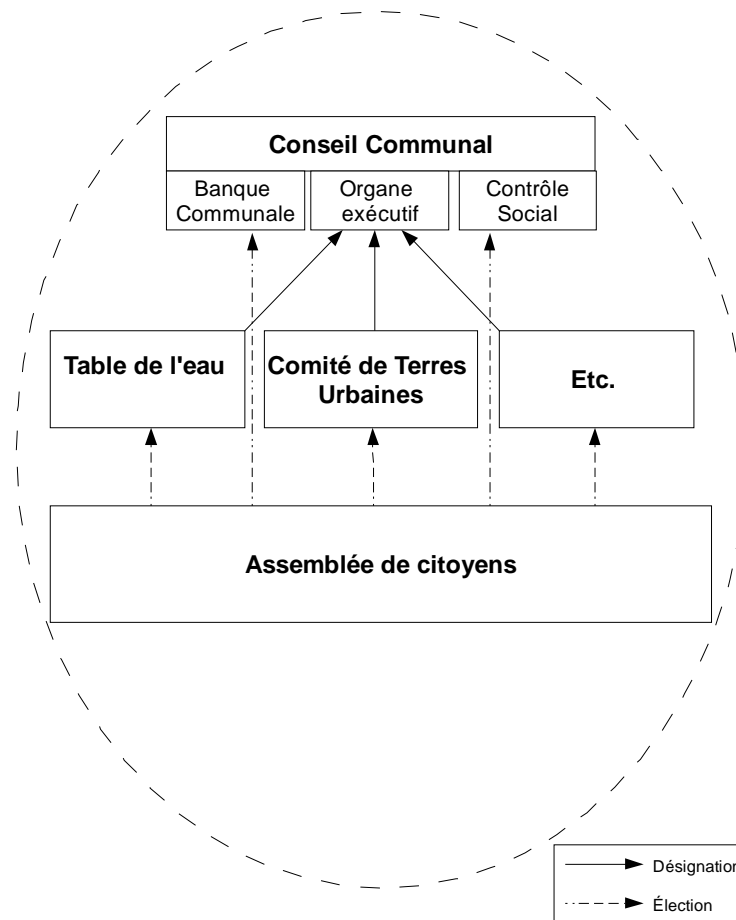 Conseil Communal
Banque
Communale
Organe
exécutif
Contrôle
Social
Table de l'eau
Comité de Terres
Urbaines
Etc.
Assemblée de citoyens
Désignation
Élection